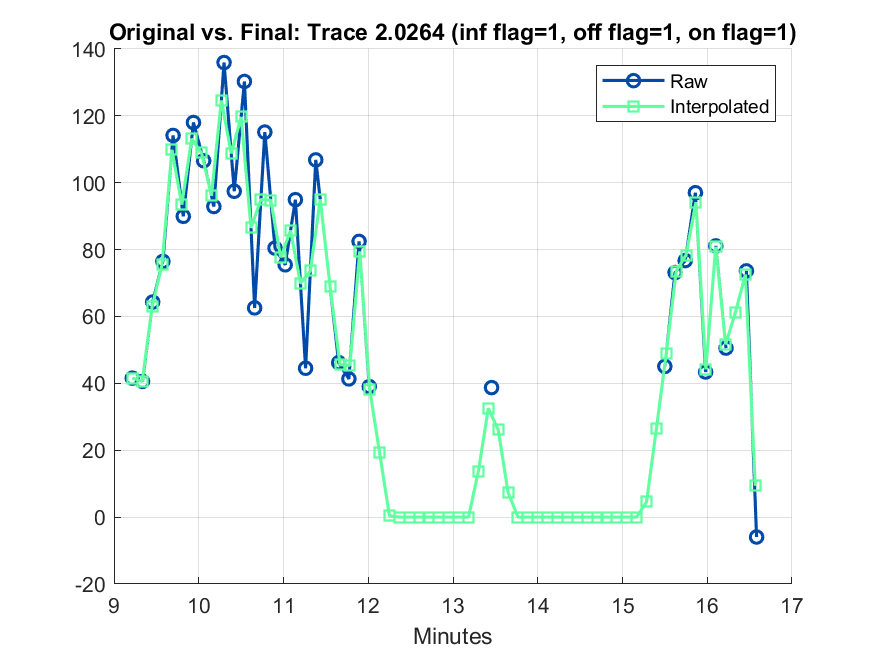 Original vs. Final: Trace 2.0264 (inf flag=1, off flag=1, on flag=1)
Raw
Interpolated
140
120
100
80
60
40
20
0
-20
9 10 11 12 13 14 15 16 17
Minutes